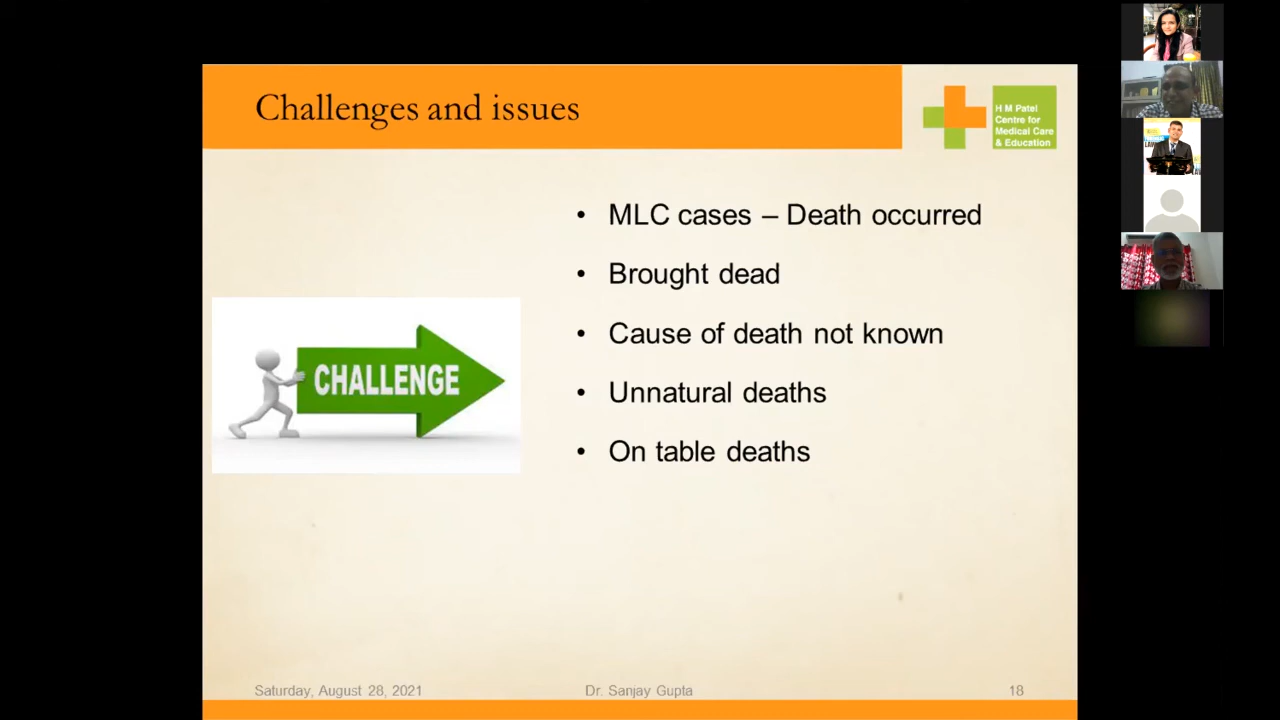 Challenges and issues
H M Patel
Centre for
Medical Care
& Education
• MLC cases – Death occurred
• Brought dead
• Cause of death not known
• Unnatural deaths
• On table deaths
CHALLENGE
Saturday, August 28, 2021
Dr. Sanjay Gupta
18